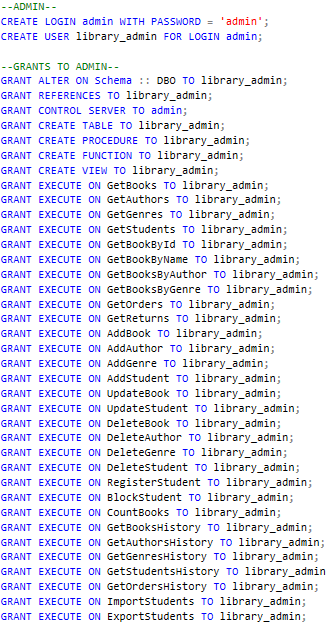 --ADMIN--
CREATE LOGIN admin WITH PASSWORD = 'admin';
CREATE USER library_admin FOR LOGIN admin;
--GRANTS TO ADMIN--
GRANT ALTER ON Schema :: DBO TO library_admin;
GRANT REFERENCES TO library_admin;
GRANT CONTROL SERVER TO admin;
GRANT CREATE TABLE TO library_admin;
GRANT CREATE PROCEDURE TO library_admin;
GRANT CREATE FUNCTION TO library_admin;
GRANT CREATE VIEW TO library_admin;
GRANT EXECUTE ON GetBooks TO library_admin;
GRANT EXECUTE ON GetAuthors TO library_admin;
GRANT EXECUTE ON GetGenres TO library_admin;
GRANT EXECUTE ON GetStudents TO library_admin;
GRANT EXECUTE ON GetBookById TO library_admin;
GRANT EXECUTE ON GetBookByName TO library_admin;
GRANT EXECUTE ON GetBooksByAuthor TO library_admin;
GRANT EXECUTE ON GetBooksByGenre TO library_admin;
GRANT EXECUTE ON GetOrders TO library_admin;
GRANT EXECUTE ON GetReturns TO library_admin;
GRANT EXECUTE ON AddBook TO library_admin;
GRANT EXECUTE ON AddAuthor TO library_admin;
GRANT EXECUTE ON AddGenre TO library_admin;
GRANT EXECUTE ON AddStudent TO library_admin;
GRANT EXECUTE ON UpdateBook TO library_admin;
GRANT EXECUTE ON UpdateStudent TO library_admin;
GRANT EXECUTE ON DeleteBook TO library_admin;
GRANT EXECUTE ON DeleteAuthor TO library_admin;
GRANT EXECUTE ON DeleteGenre TO library_admin;
GRANT EXECUTE ON DeleteStudent TO library_admin;
GRANT EXECUTE ON RegisterStudent TO library_admin;
GRANT EXECUTE ON BlockStudent TO library_admin;
GRANT EXECUTE ON CountBooks TO library_admin;
GRANT EXECUTE ON GetBooksHistory TO library_admin;
GRANT EXECUTE ON GetAuthorsHistory TO library_admin;
GRANT EXECUTE ON GetGenresHistory TO library_admin;
GRANT EXECUTE ON GetStudentsHistory TO library_admin
GRANT EXECUTE ON GetOrdersHistory TO library_admin;
GRANT EXECUTE ON ImportStudents TO library_admin;
GRANT EXECUTE ON ExportStudents TO library_admin;